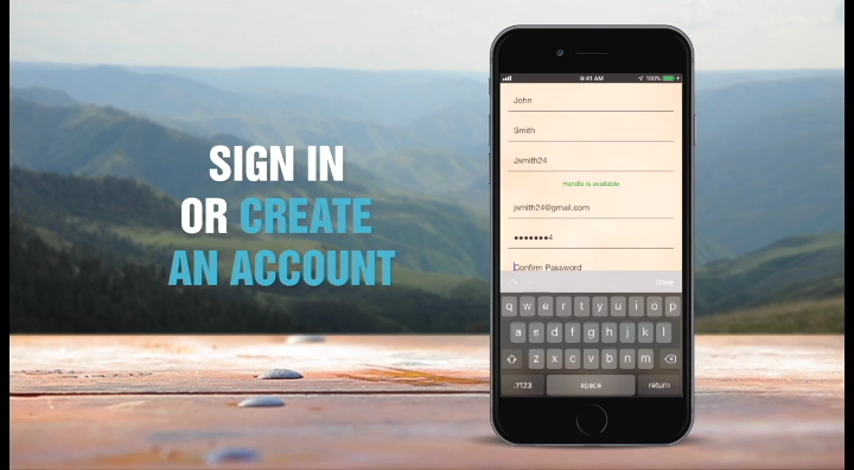 SIGN IN
OR CREATE
AN ACCOUNT
9:41 AM
100%
John
Smith
Jsmith24
Handle is available
jsmith24@gmail.com
●●●●●●●4
Confirm Password
Done
q w e r t y u i o p
a s d f g h j k l
z x c v b n m
.?123 space return